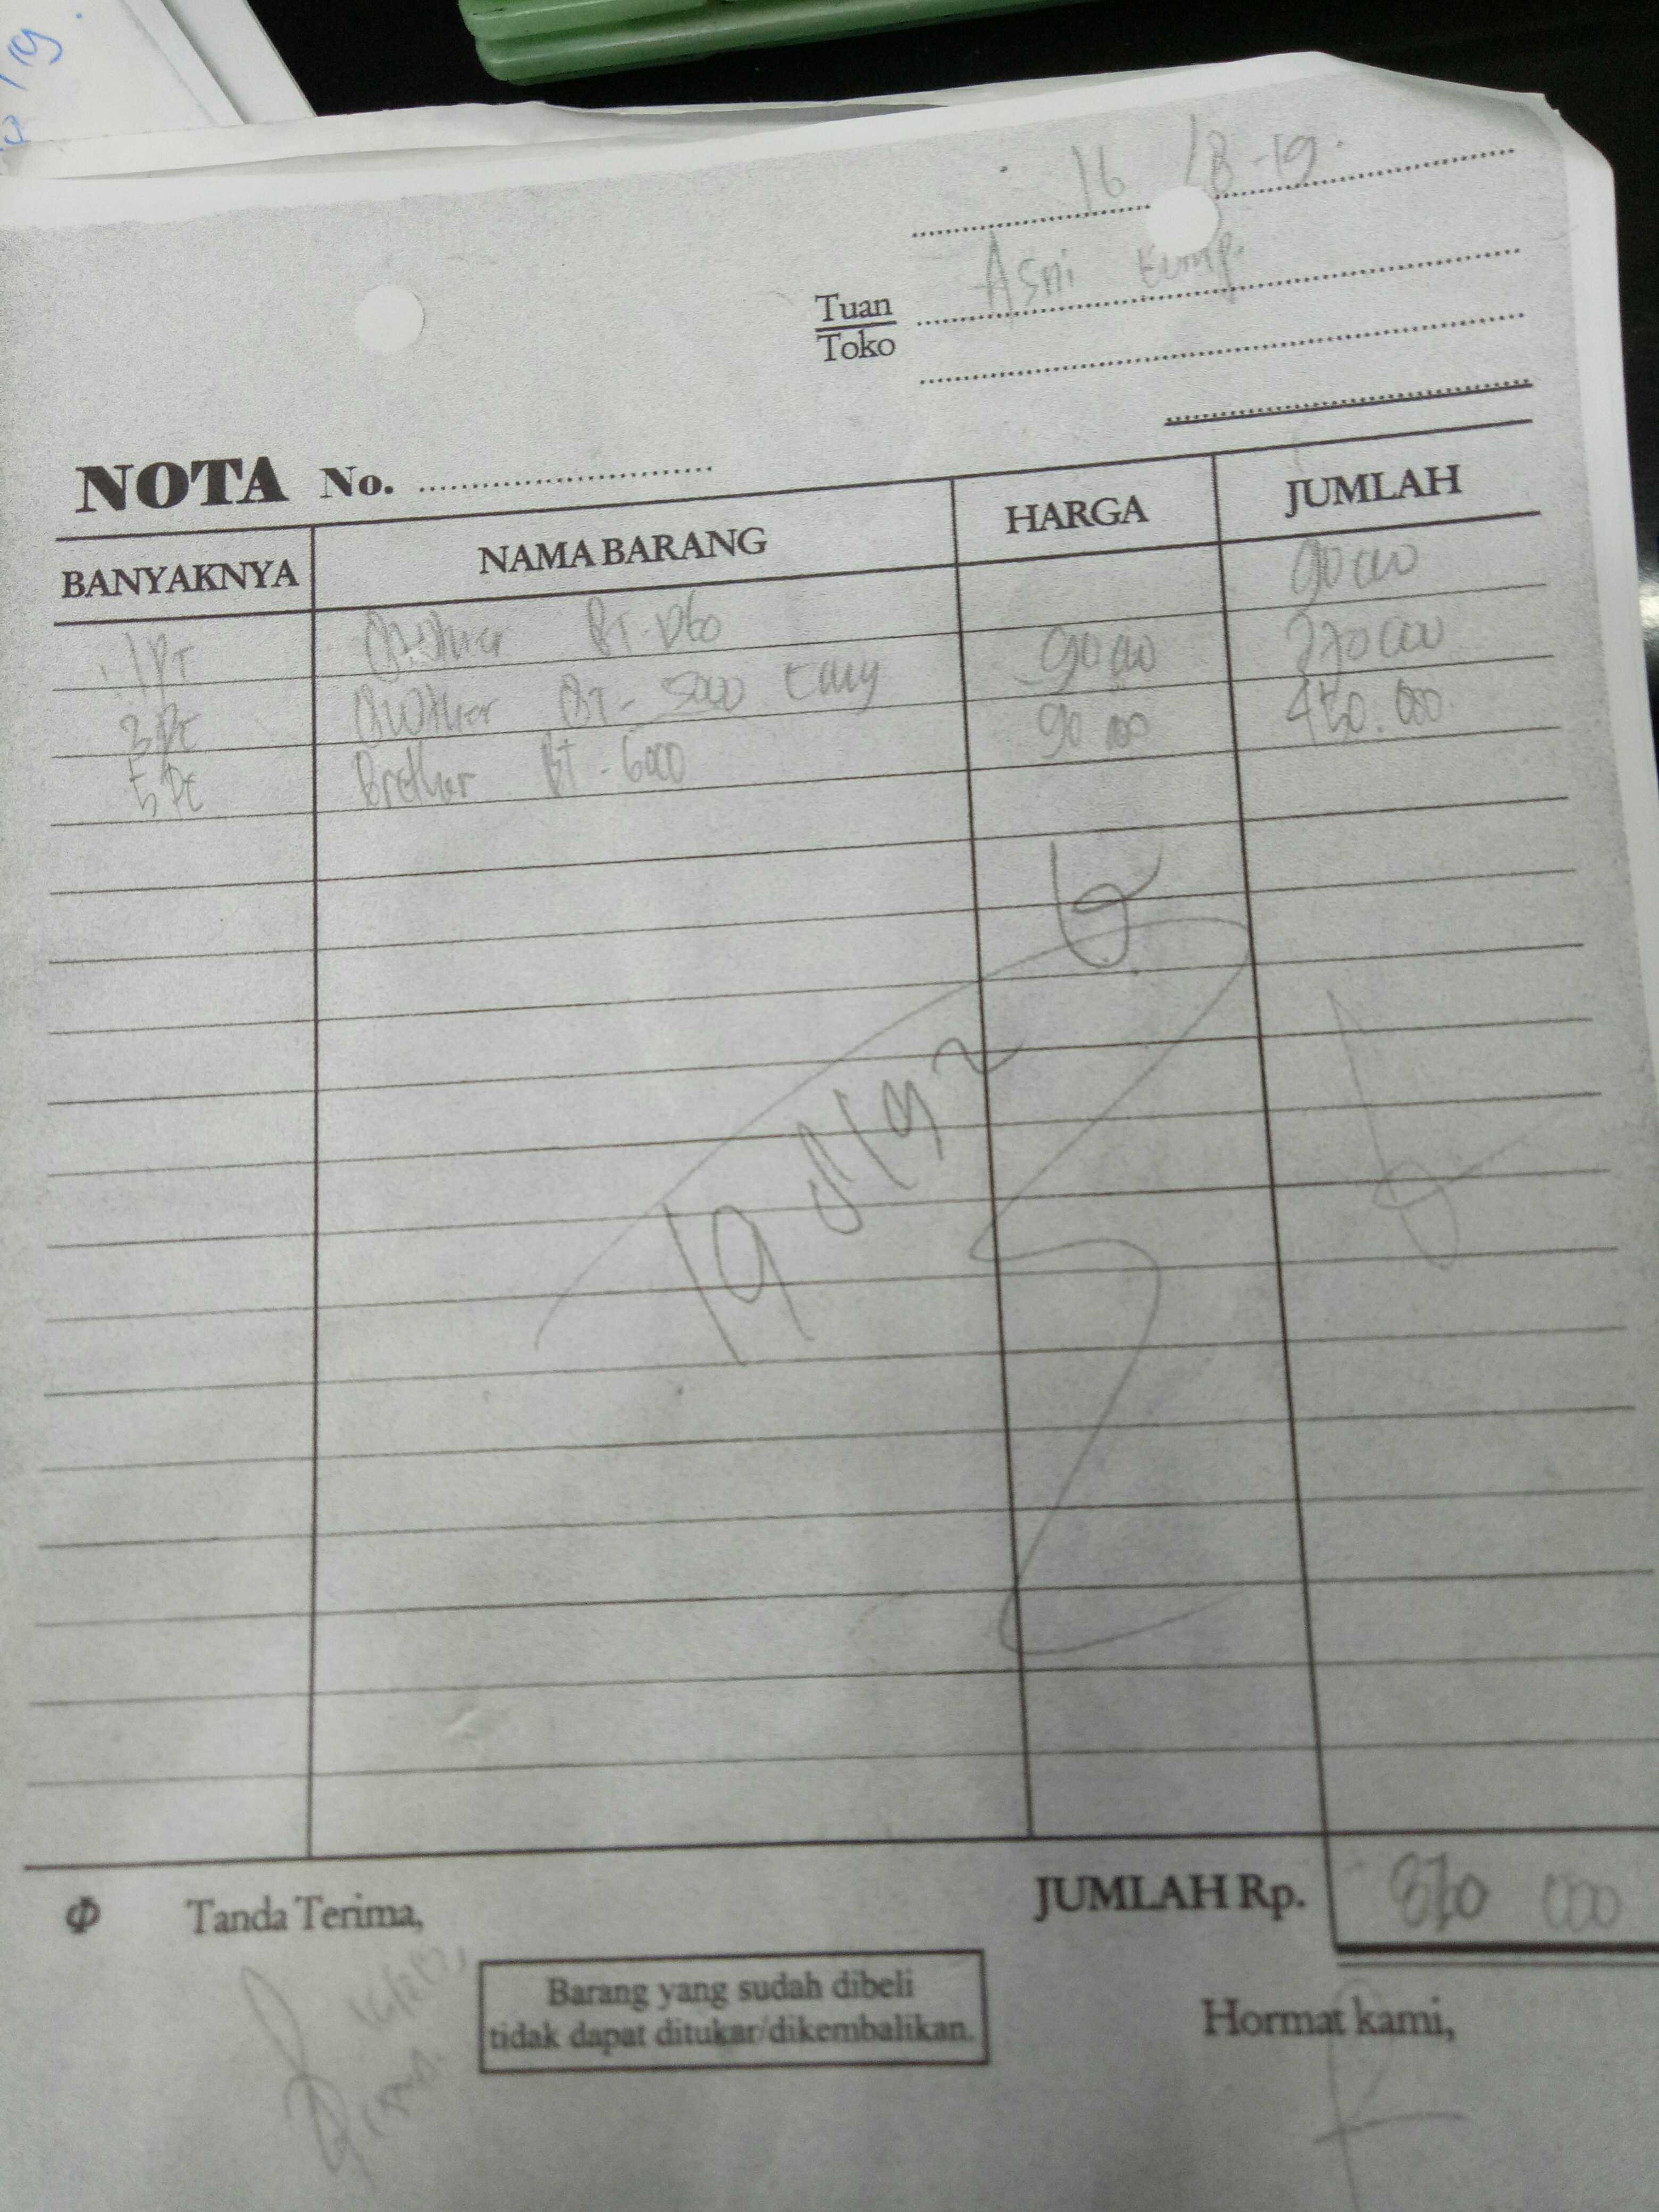 16 / 8-19.
Tuan Asmi Komp.
Toko
NOTA No.
BANYAKNYA NAMA BARANG HARGA JUMLAH
1 Pt Brother BT-D60 90 000
3 Pt Brother BT-5000 90 000 270 000
5 Pt Brother BT-6000 90 000 450.000
JUMLAH Rp. 810 000
Tanda Terima,
Barang yang sudah dibeli
tidak dapat ditukar/dikembalikan.
Hormat kami,